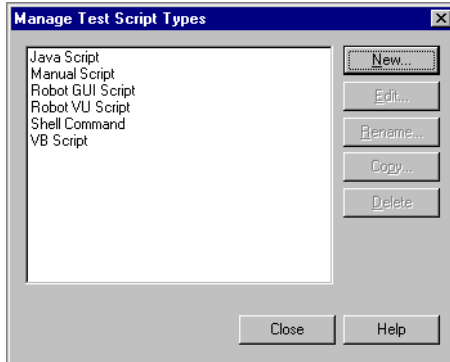 Manage Test Script Types
Java Script
Manual Script
Robot GUI Script
Robot VU Script
Shell Command
VB Script
New...
Edit...
Rename...
Copy...
Delete
Close
Help